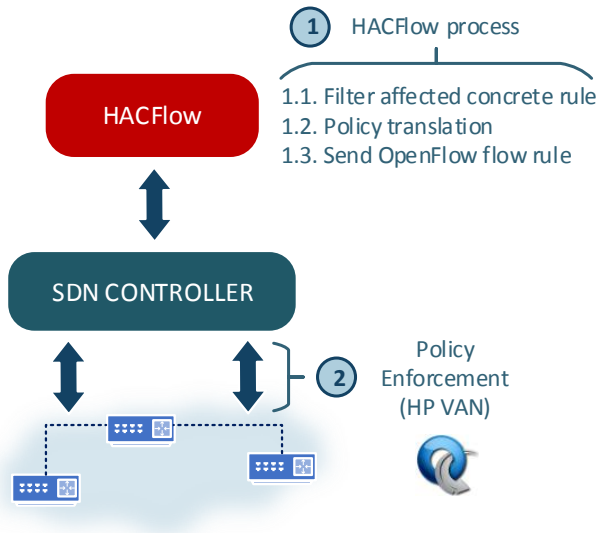 1 HACFlow process
1.1. Filter affected concrete rule
1.2. Policy translation
1.3. Send OpenFlow flow rule
HACFlow
SDN CONTROLLER
2
Policy
Enforcement
(HP VAN)